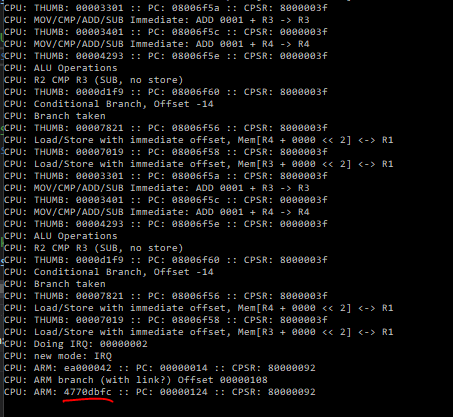 CPU: THUMB: 00003301 :: PC: 08006f5a :: CPSR: 8000003f
CPU: MOV/CMP/ADD/SUB Immediate: ADD 0001 + R3 -> R3
CPU: THUMB: 00003401 :: PC: 08006f5c :: CPSR: 8000003f
CPU: MOV/CMP/ADD/SUB Immediate: ADD 0001 + R4 -> R4
CPU: THUMB: 00004293 :: PC: 08006f5e :: CPSR: 8000003f
CPU: ALU Operations
CPU: R2 CMP R3 (SUB, no store)
CPU: THUMB: 0000d1f9 :: PC: 08006f60 :: CPSR: 8000003f
CPU: Conditional Branch, Offset -14
CPU: Branch taken
CPU: THUMB: 00007821 :: PC: 08006f56 :: CPSR: 8000003f
CPU: Load/Store with immediate offset, Mem[R4 + 0000 << 2] <-> R1
CPU: THUMB: 00007019 :: PC: 08006f58 :: CPSR: 8000003f
CPU: Load/Store with immediate offset, Mem[R3 + 0000 << 2] <-> R1
CPU: THUMB: 00003301 :: PC: 08006f5a :: CPSR: 8000003f
CPU: MOV/CMP/ADD/SUB Immediate: ADD 0001 + R3 -> R3
CPU: THUMB: 00003401 :: PC: 08006f5c :: CPSR: 8000003f
CPU: MOV/CMP/ADD/SUB Immediate: ADD 0001 + R4 -> R4
CPU: THUMB: 00004293 :: PC: 08006f5e :: CPSR: 8000003f
CPU: ALU Operations
CPU: R2 CMP R3 (SUB, no store)
CPU: THUMB: 0000d1f9 :: PC: 08006f60 :: CPSR: 8000003f
CPU: Conditional Branch, Offset -14
CPU: Branch taken
CPU: THUMB: 00007821 :: PC: 08006f56 :: CPSR: 8000003f
CPU: Load/Store with immediate offset, Mem[R4 + 0000 << 2] <-> R1
CPU: THUMB: 00007019 :: PC: 08006f58 :: CPSR: 8000003f
CPU: Load/Store with immediate offset, Mem[R3 + 0000 << 2] <-> R1
CPU: Doing IRQ: 00000002
CPU: new mode: IRQ
CPU: ARM: ea000042 :: PC: 00000014 :: CPSR: 80000092
CPU: ARM branch (with link?) Offset 00000108
CPU: ARM: 4770dbfc :: PC: 00000124 :: CPSR: 80000092